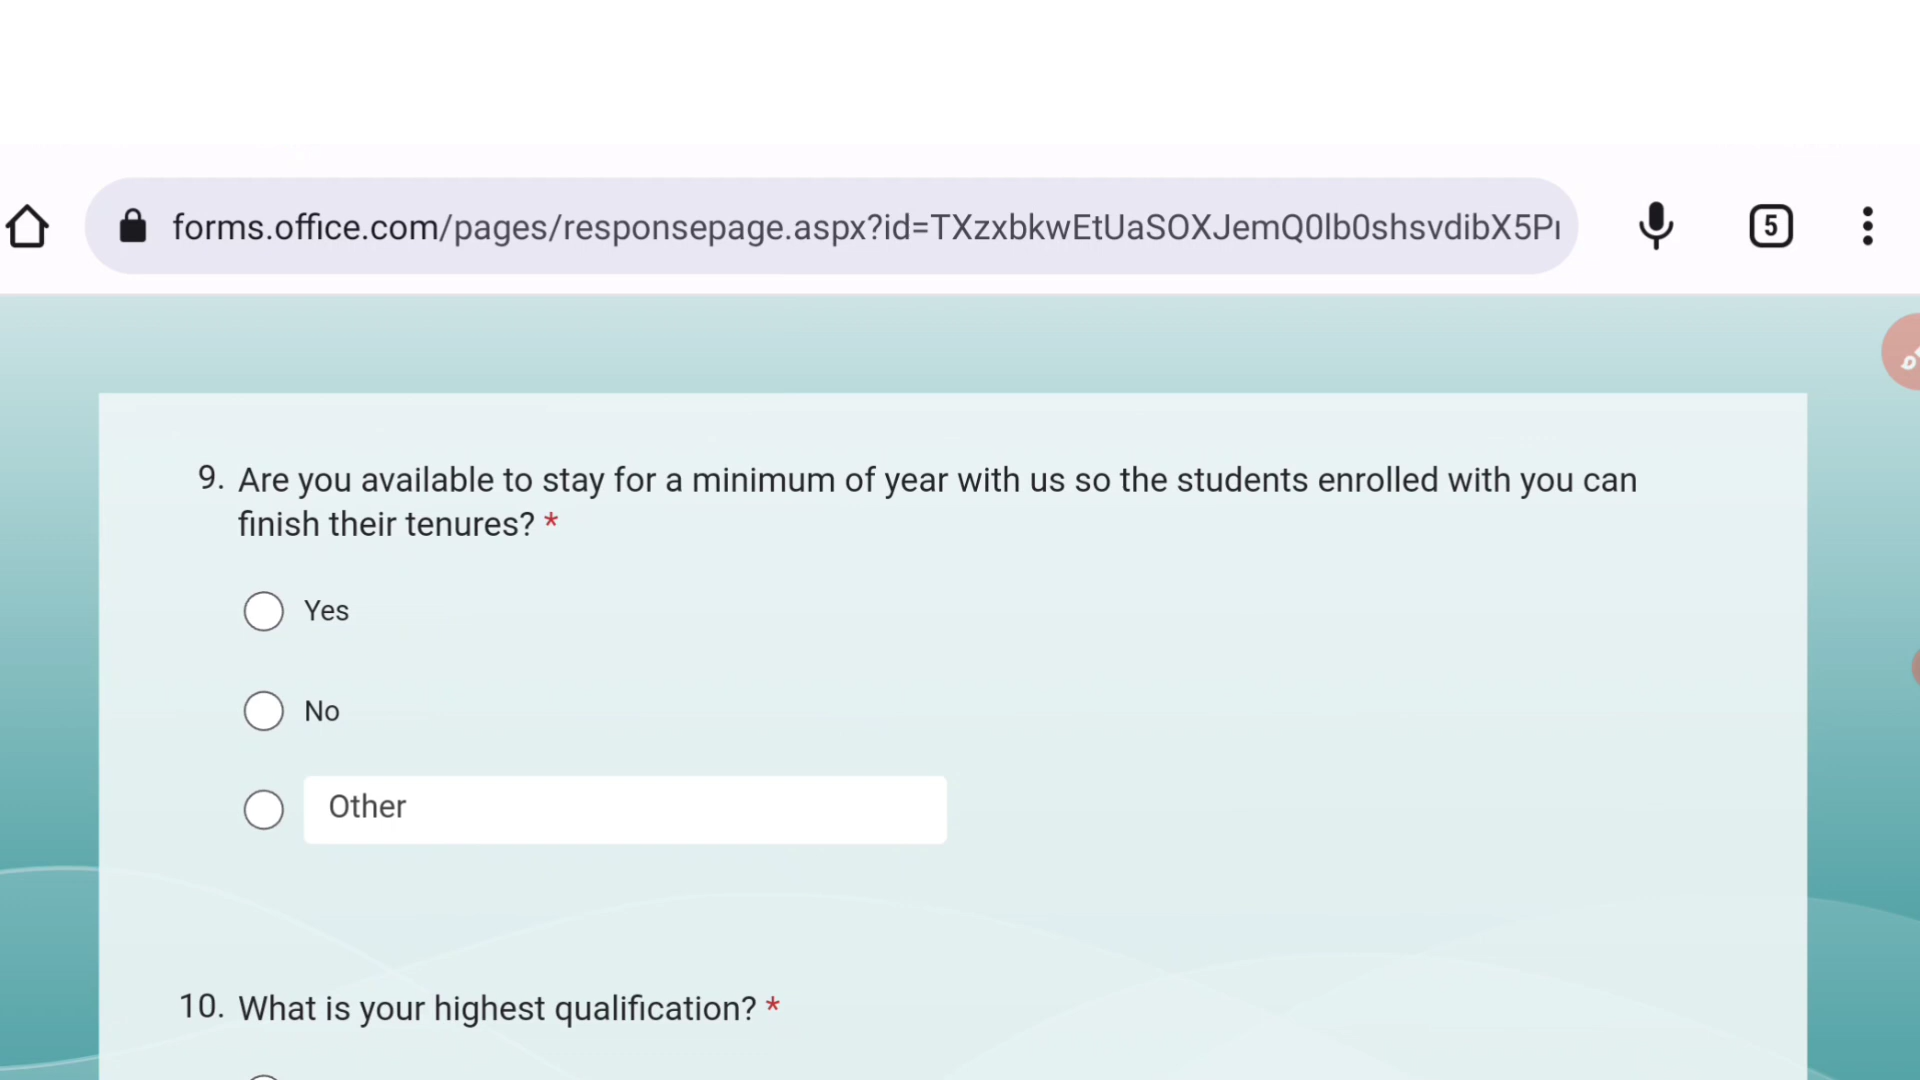 forms.office.com/pages/responsepage.aspx?id=TXzxbkwEtUaSOXJemQ0lb0shsvdibX5P
5
9. Are you available to stay for a minimum of year with us so the students enrolled with you can
finish their tenures? *
Yes
No
Other
10. What is your highest qualification? *